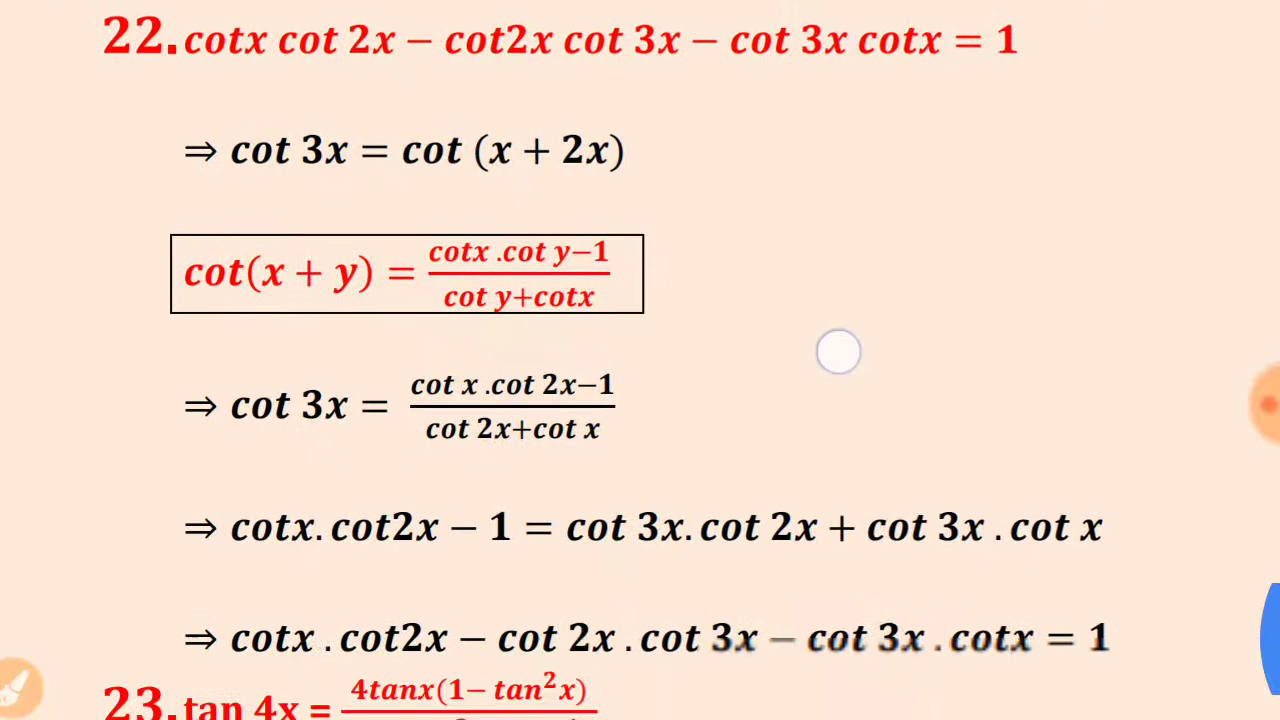 22. cotx cot 2x − cot2x cot 3x − cot 3x cotx = 1
⇒ cot 3x = cot (x + 2x)
cot(x + y) = (cotx .cot y−1)/(cot y+cotx)
⇒ cot 3x = (cot x .cot 2x−1)/(cot 2x+cot x)
⇒ cotx. cot2x − 1 = cot 3x. cot 2x + cot 3x . cot x
⇒ cotx . cot2x − cot 2x . cot 3x − cot 3x . cotx = 1
23. tan 4x = 4tanx(1− tan²x)